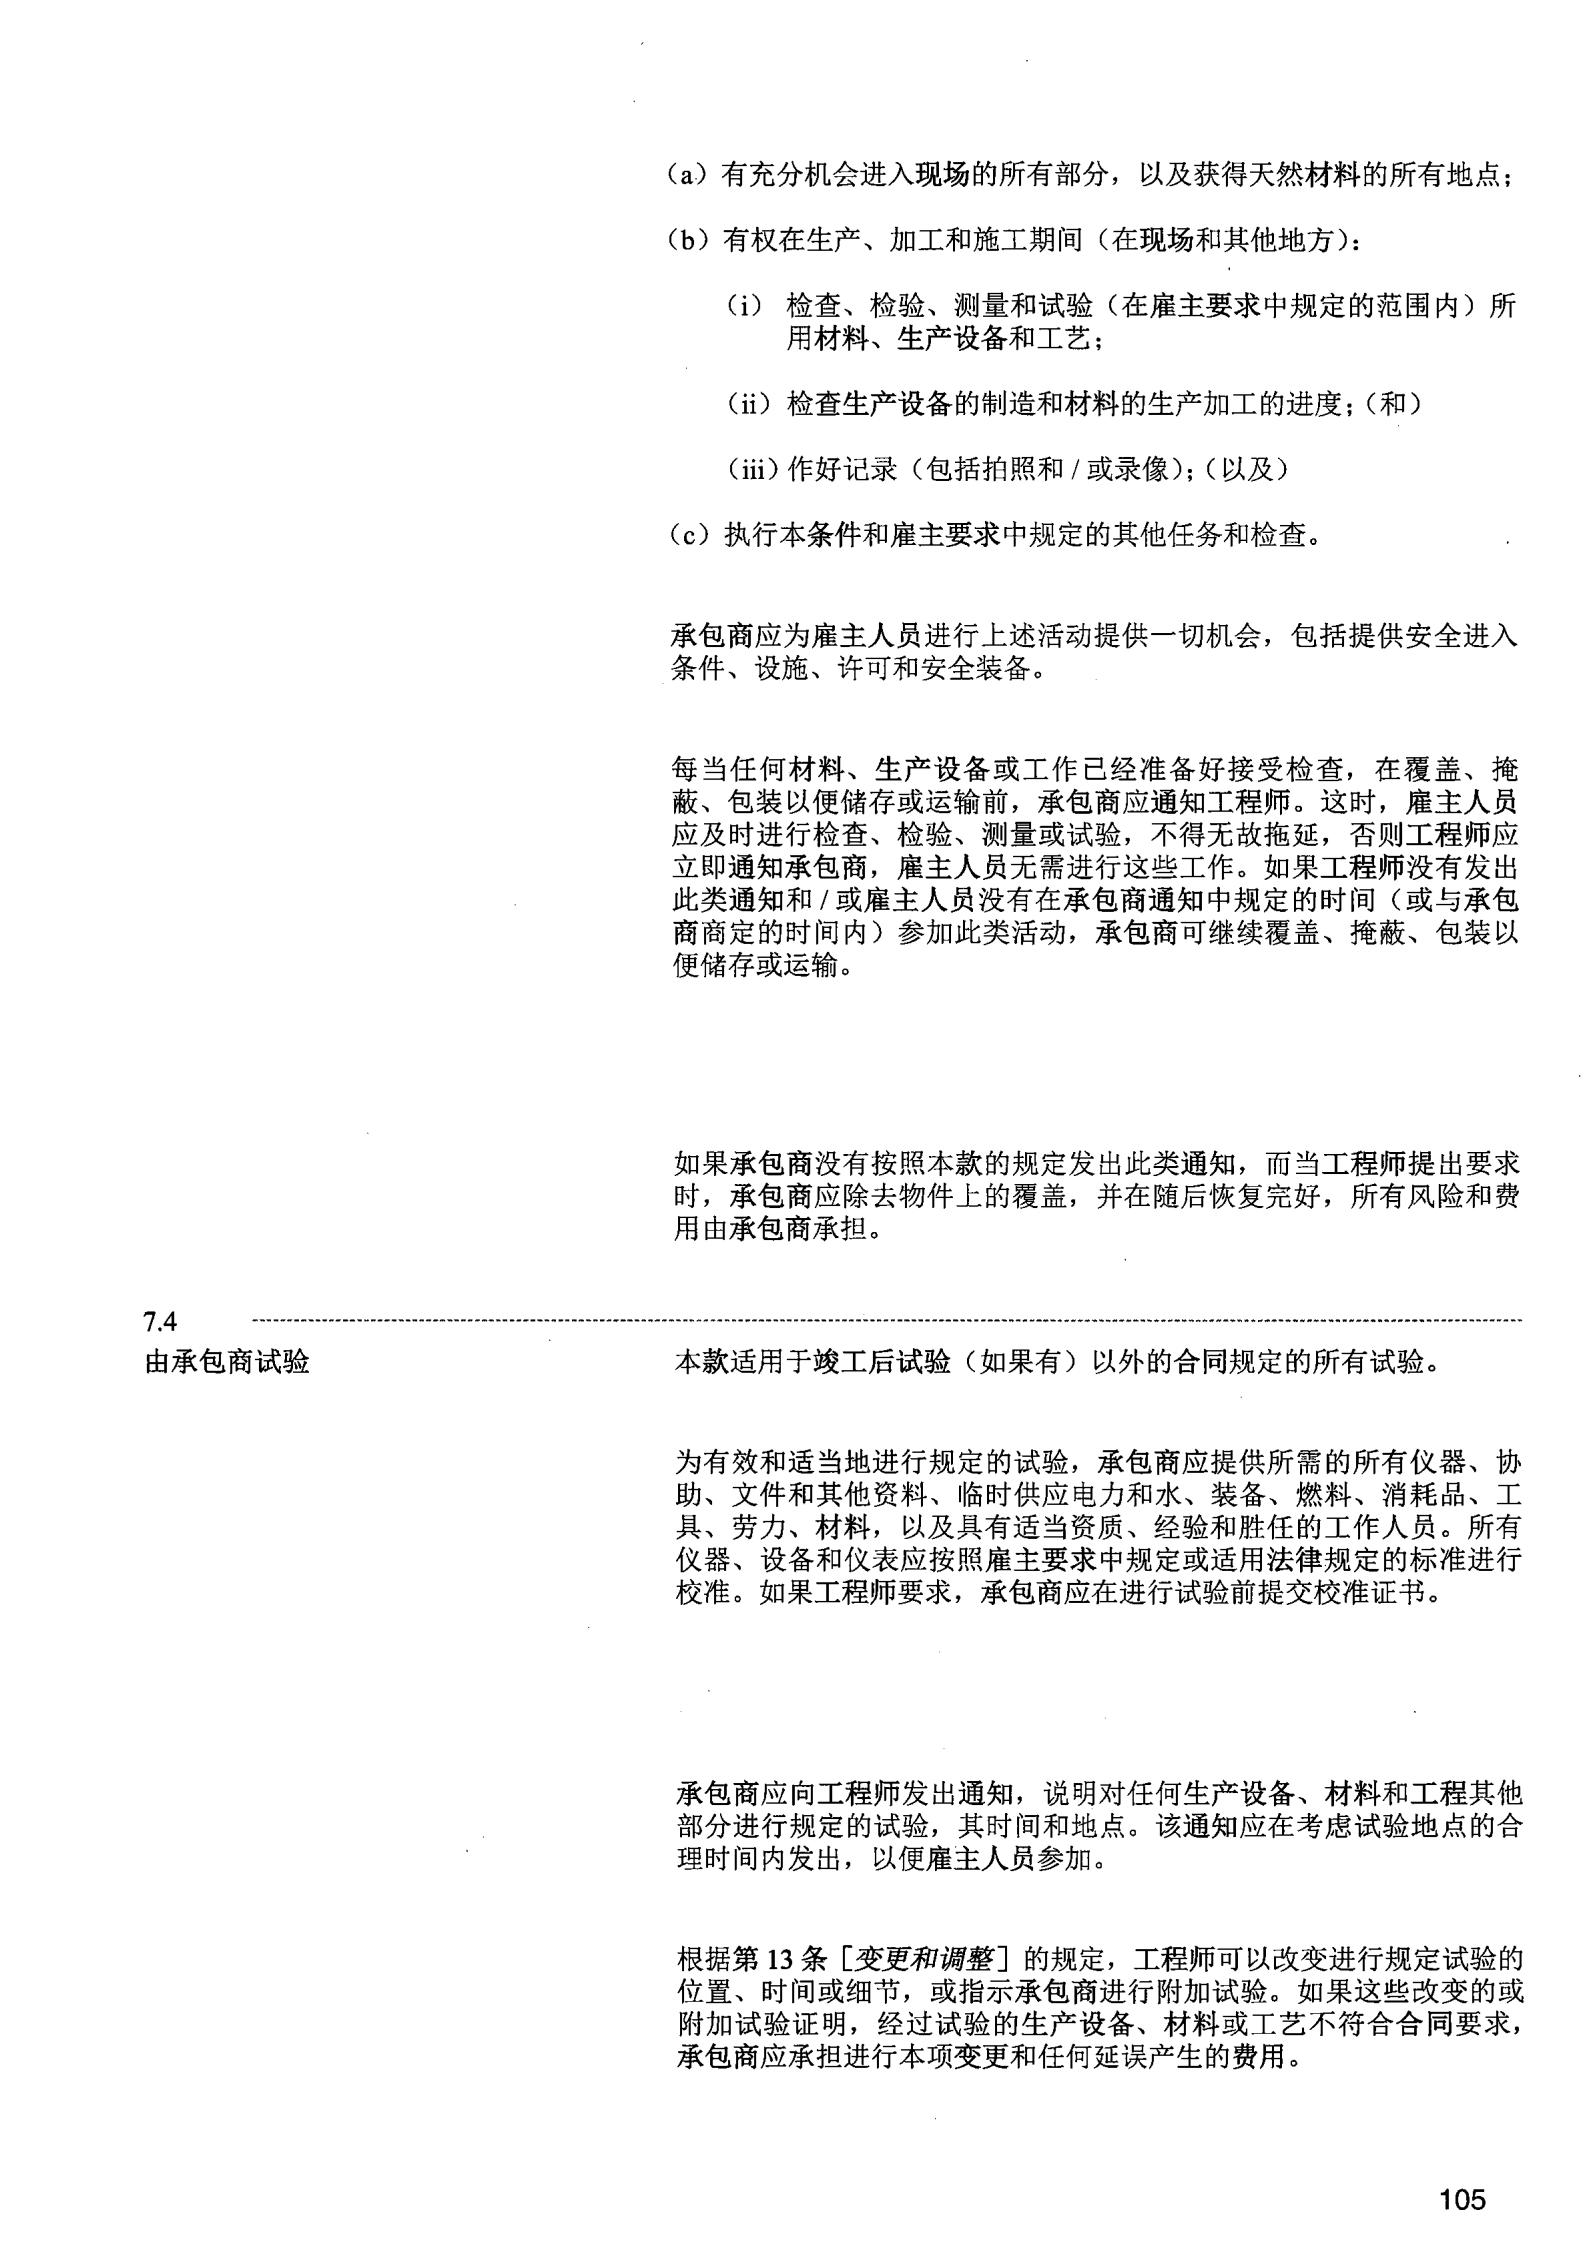 （a）有充分机会进入现场的所有部分，以及获得天然材料的所有地点；
（b）有权在生产、加工和施工期间（在现场和其他地方）：
（i） 检查、检验、测量和试验（在雇主要求中规定的范围内）所
用材料、生产设备和工艺；
（ii）检查生产设备的制造和材料的生产加工的进度；（和）
（iii）作好记录（包括拍照和 / 或录像）；（以及）
（c）执行本条件和雇主要求中规定的其他任务和检查。
承包商应为雇主人员进行上述活动提供一切机会，包括提供安全进入
条件、设施、许可和安全装备。
每当任何材料、生产设备或工作已经准备好接受检查，在覆盖、掩
蔽、包装以便储存或运输前，承包商应通知工程师。这时，雇主人员
应及时进行检查、检验、测量或试验，不得无故拖延，否则工程师应
立即通知承包商，雇主人员无需进行这些工作。如果工程师没有发出
此类通知和 / 或雇主人员没有在承包商通知中规定的时间（或与承包
商商定的时间内）参加此类活动，承包商可继续覆盖、掩蔽、包装以
便储存或运输。
如果承包商没有按照本款的规定发出此类通知，而当工程师提出要求
时，承包商应除去物件上的覆盖，并在随后恢复完好，所有风险和费
用由承包商承担。
7.4
由承包商试验
本款适用于竣工后试验（如果有）以外的合同规定的所有试验。
为有效和适当地进行规定的试验，承包商应提供所需的所有仪器、协
助、文件和其他资料、临时供应电力和水、装备、燃料、消耗品、工
具、劳力、材料，以及具有适当资质、经验和胜任的工作人员。所有
仪器、设备和仪表应按照雇主要求中规定或适用法律规定的标准进行
校准。如果工程师要求，承包商应在进行试验前提交校准证书。
承包商应向工程师发出通知，说明对任何生产设备、材料和工程其他
部分进行规定的试验，其时间和地点。该通知应在考虑试验地点的合
理时间内发出，以便雇主人员参加。
根据第 13 条［变更和调整］的规定，工程师可以改变进行规定试验的
位置、时间或细节，或指示承包商进行附加试验。如果这些改变的或
附加试验证明，经过试验的生产设备、材料或工艺不符合合同要求，
承包商应承担进行本项变更和任何延误产生的费用。
105